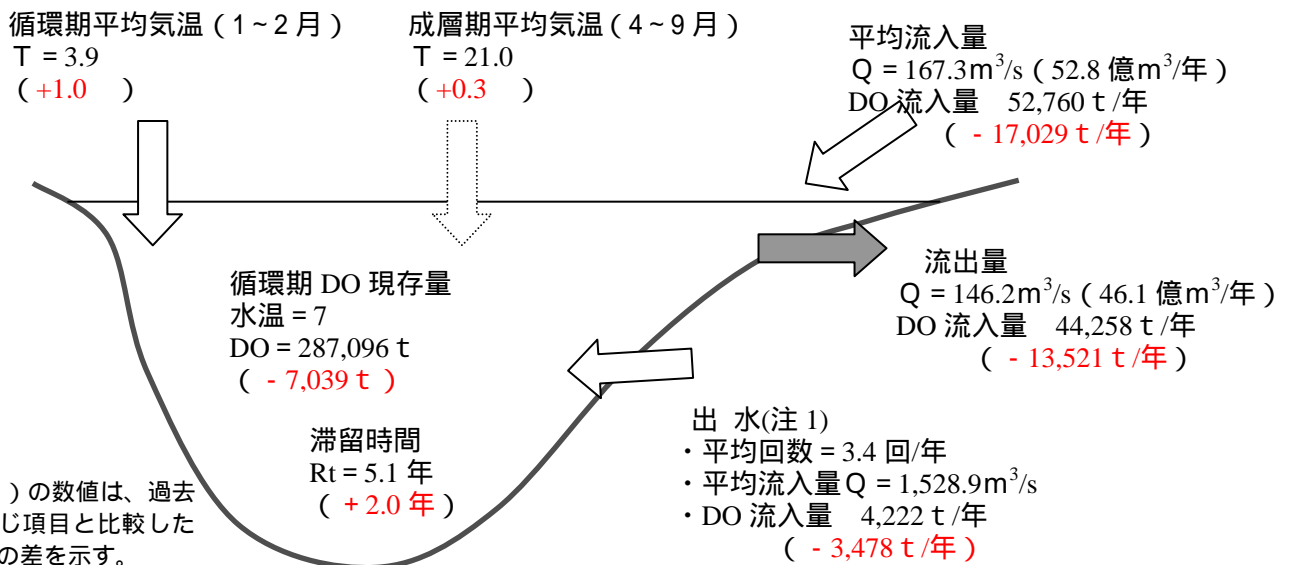 循環期平均気温（1~2 月）
T = 3.9
（ +1.0 ）
成層期平均気温（4~9 月）
T = 21.0
（ +0.3 ）
平均流入量
Q = 167.3m³/s（52.8 億m³/年）
DO 流入量 52,760 t /年
（ - 17,029 t /年）
循環期 DO 現存量
水温 = 7
DO = 287,096 t
（ - 7,039 t ）
流出量
Q = 146.2m³/s（46.1 億m³/年）
DO 流入量 44,258 t /年
（ - 13,521 t /年）
滞留時間
Rt = 5.1 年
（ + 2.0 年）
出 水(注 1)
・平均回数 = 3.4 回/年
・平均流入量Q = 1,528.9m³/s
・DO 流入量 4,222 t /年
（ - 3,478 t /年）
）の数値は、過去
じ項目と比較した
の差を示す。